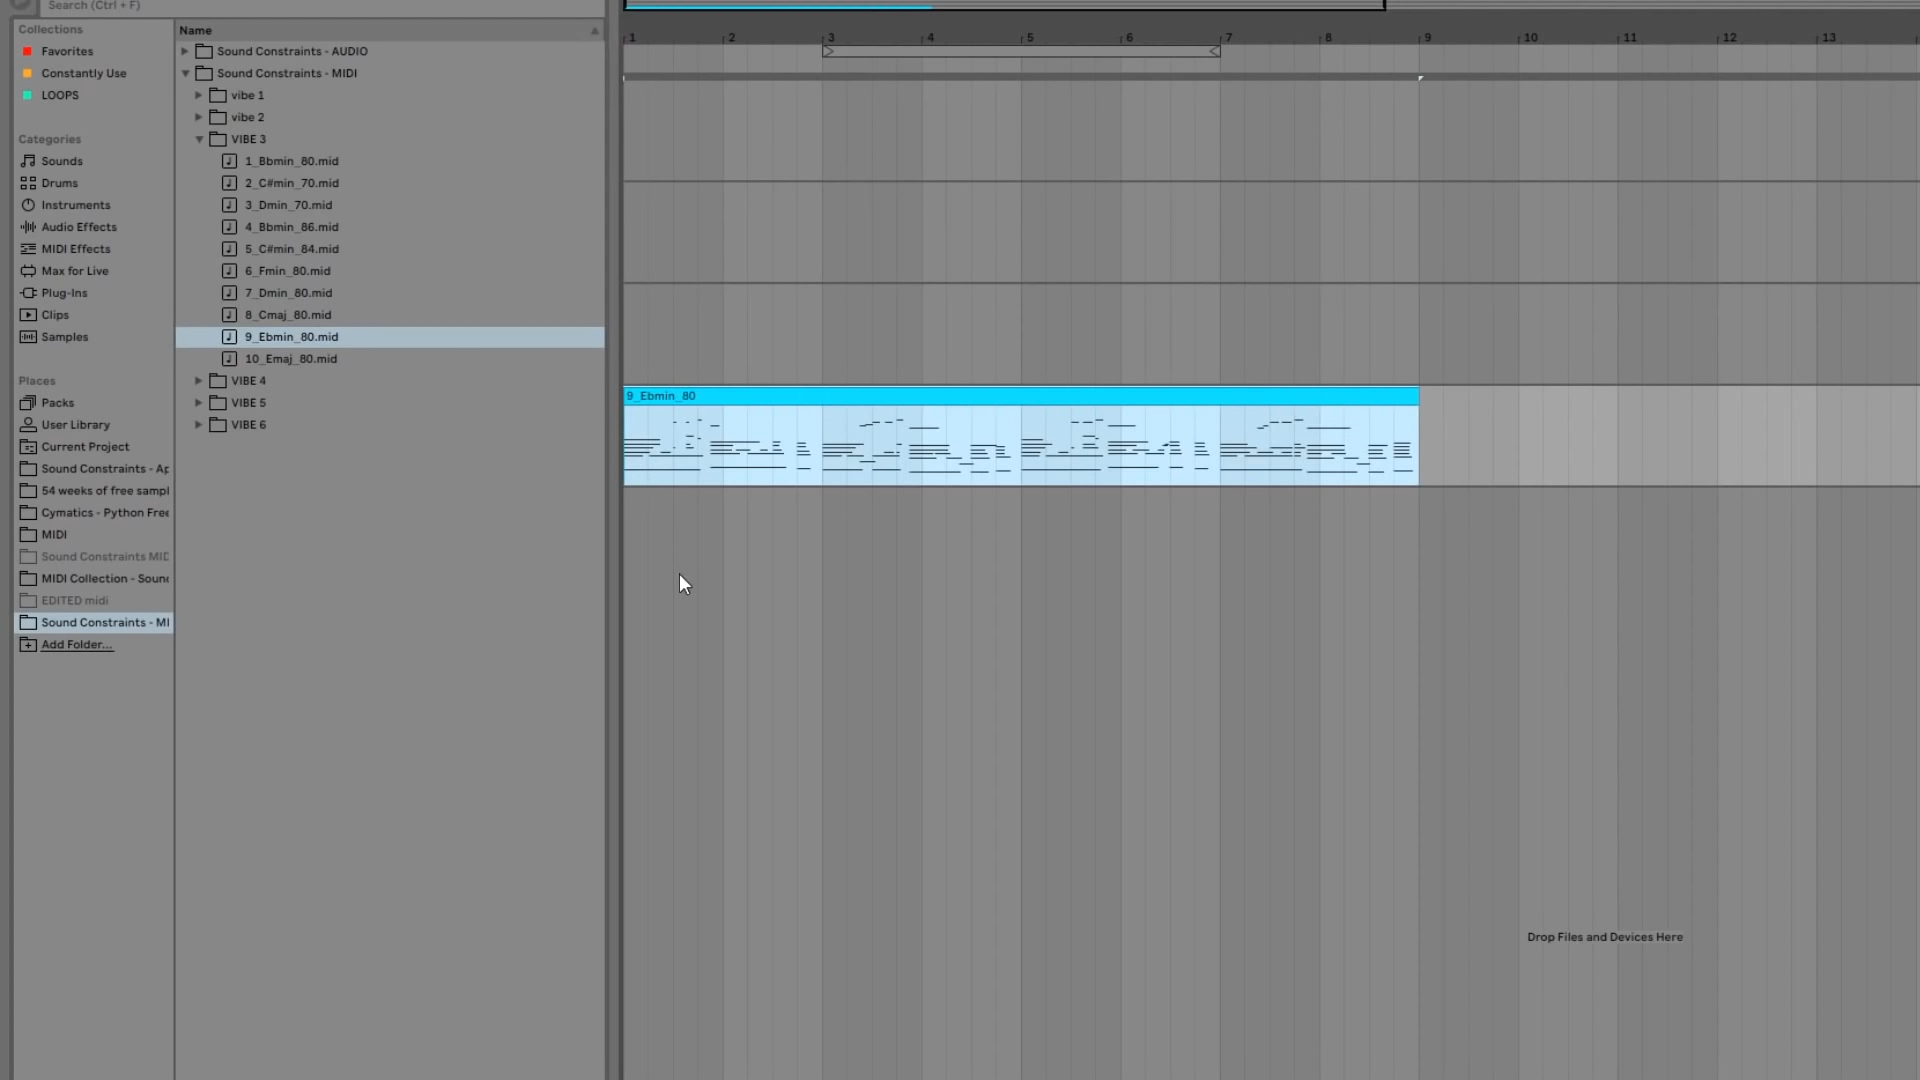 Search (Ctrl + F)
Collections
Favorites
Constantly Use
LOOPS
Categories
Sounds
Drums
Instruments
Audio Effects
MIDI Effects
Max for Live
Plug-Ins
Clips
Samples
Places
Packs
User Library
Current Project
Sound Constraints - Ap
54 weeks of free sampl
Cymatics - Python Free
MIDI
Sound Constraints MID
MIDI Collection - Soun
EDITED midi
Sound Constraints - MI
Add Folder...
Name
Sound Constraints - AUDIO
Sound Constraints - MIDI
vibe 1
vibe 2
VIBE 3
1_Bbmin_80.mid
2_C#min_70.mid
3_Dmin_70.mid
4_Bbmin_86.mid
5_C#min_84.mid
6_Fmin_80.mid
7_Dmin_80.mid
8_Cmaj_80.mid
9_Ebmin_80.mid
10_Emaj_80.mid
VIBE 4
VIBE 5
VIBE 6
1 2 3 4 5 6 7 8 9 10 11 12 13
9_Ebmin_80
Drop Files and Devices Here